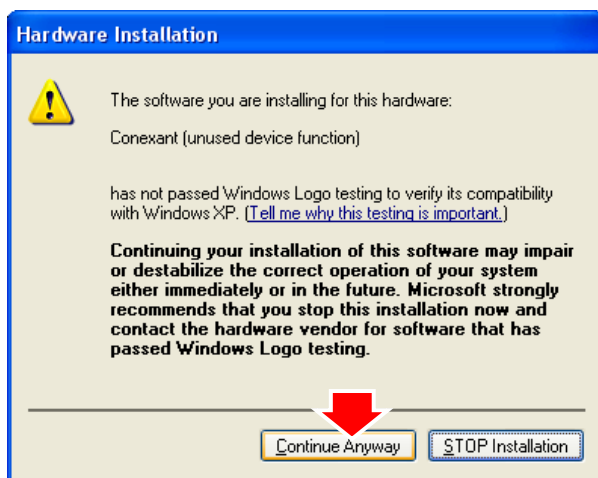 Hardware Installation
The software you are installing for this hardware:
Conexant (unused device function)
has not passed Windows Logo testing to verify its compatibility
with Windows XP. (Tell me why this testing is important.)
Continuing your installation of this software may impair
or destabilize the correct operation of your system
either immediately or in the future. Microsoft strongly
recommends that you stop this installation now and
contact the hardware vendor for software that has
passed Windows Logo testing.
Continue Anyway
STOP Installation